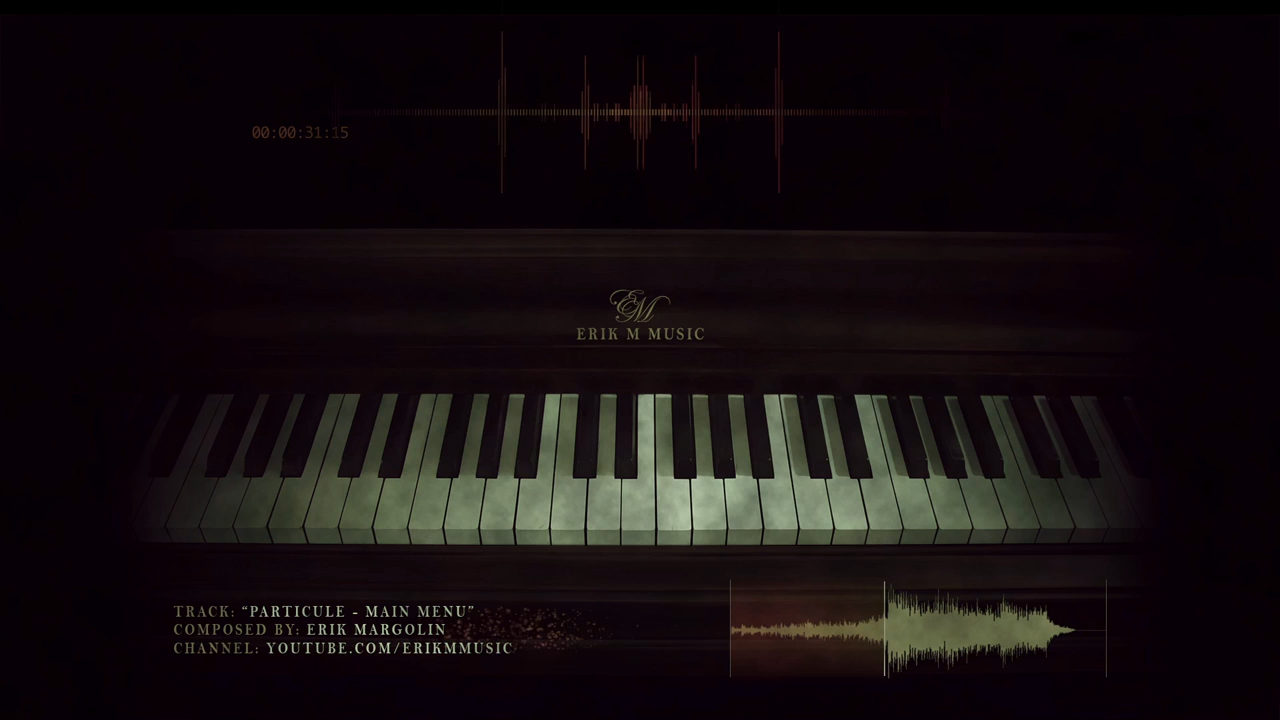 00:00:31:15
EM
ERIK M MUSIC
TRACK: “PARTICULE - MAIN MENU”
COMPOSED BY: ERIK MARGOLIN
CHANNEL: YOUTUBE.COM/ERIKMMUSIC